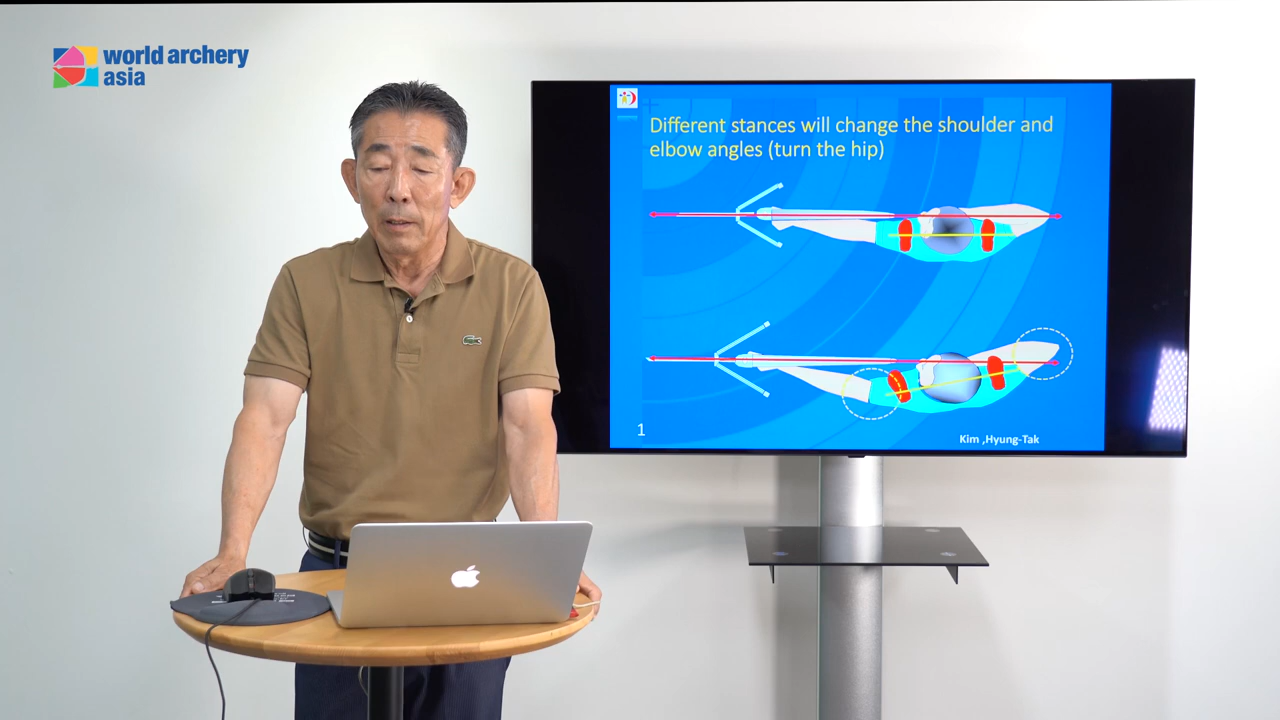 world archery
asia
Different stances will change the shoulder and
elbow angles (turn the hip)
1
Kim ,Hyung-Tak